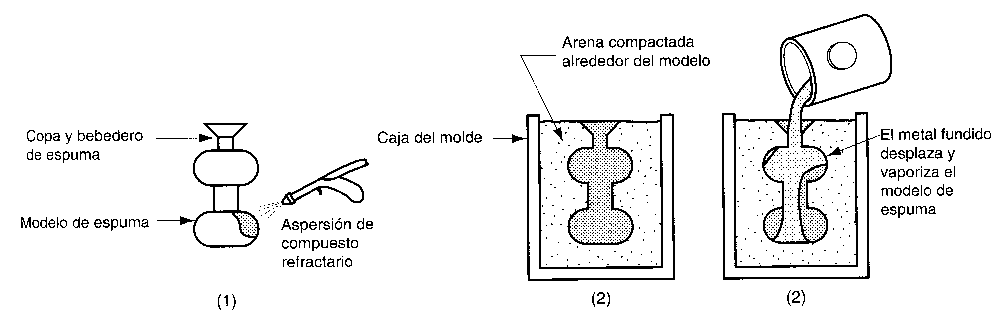 Copa y bebedero
de espuma
Modelo de espuma
Aspersión de
compuesto
refractario
(1)
Arena compactada
alrededor del modelo
Caja del molde
(2)
El metal fundido
desplaza y
vaporiza el
modelo de
espuma
(2)